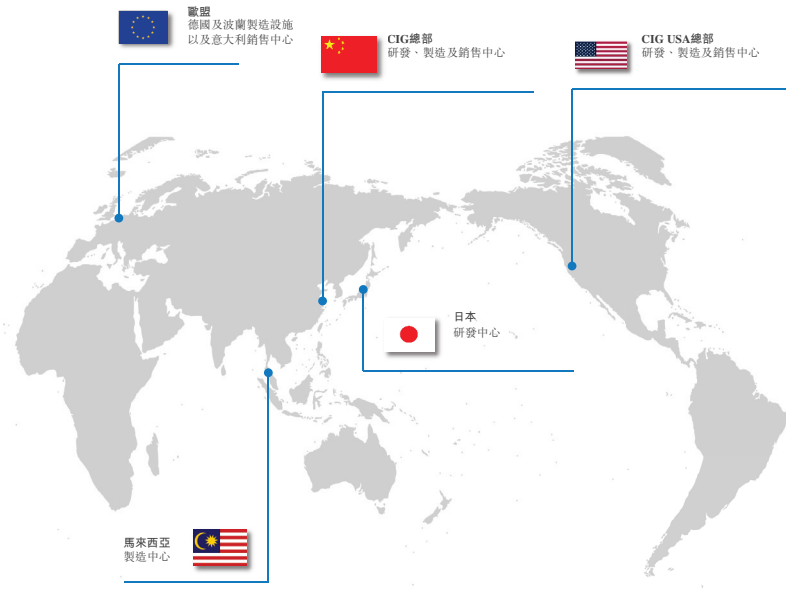 歐盟
德國及波蘭製造設施
以及意大利銷售中心
CIG總部
研發、製造及銷售中心
CIG USA總部
研發、製造及銷售中心
日本
研發中心
馬來西亞
製造中心